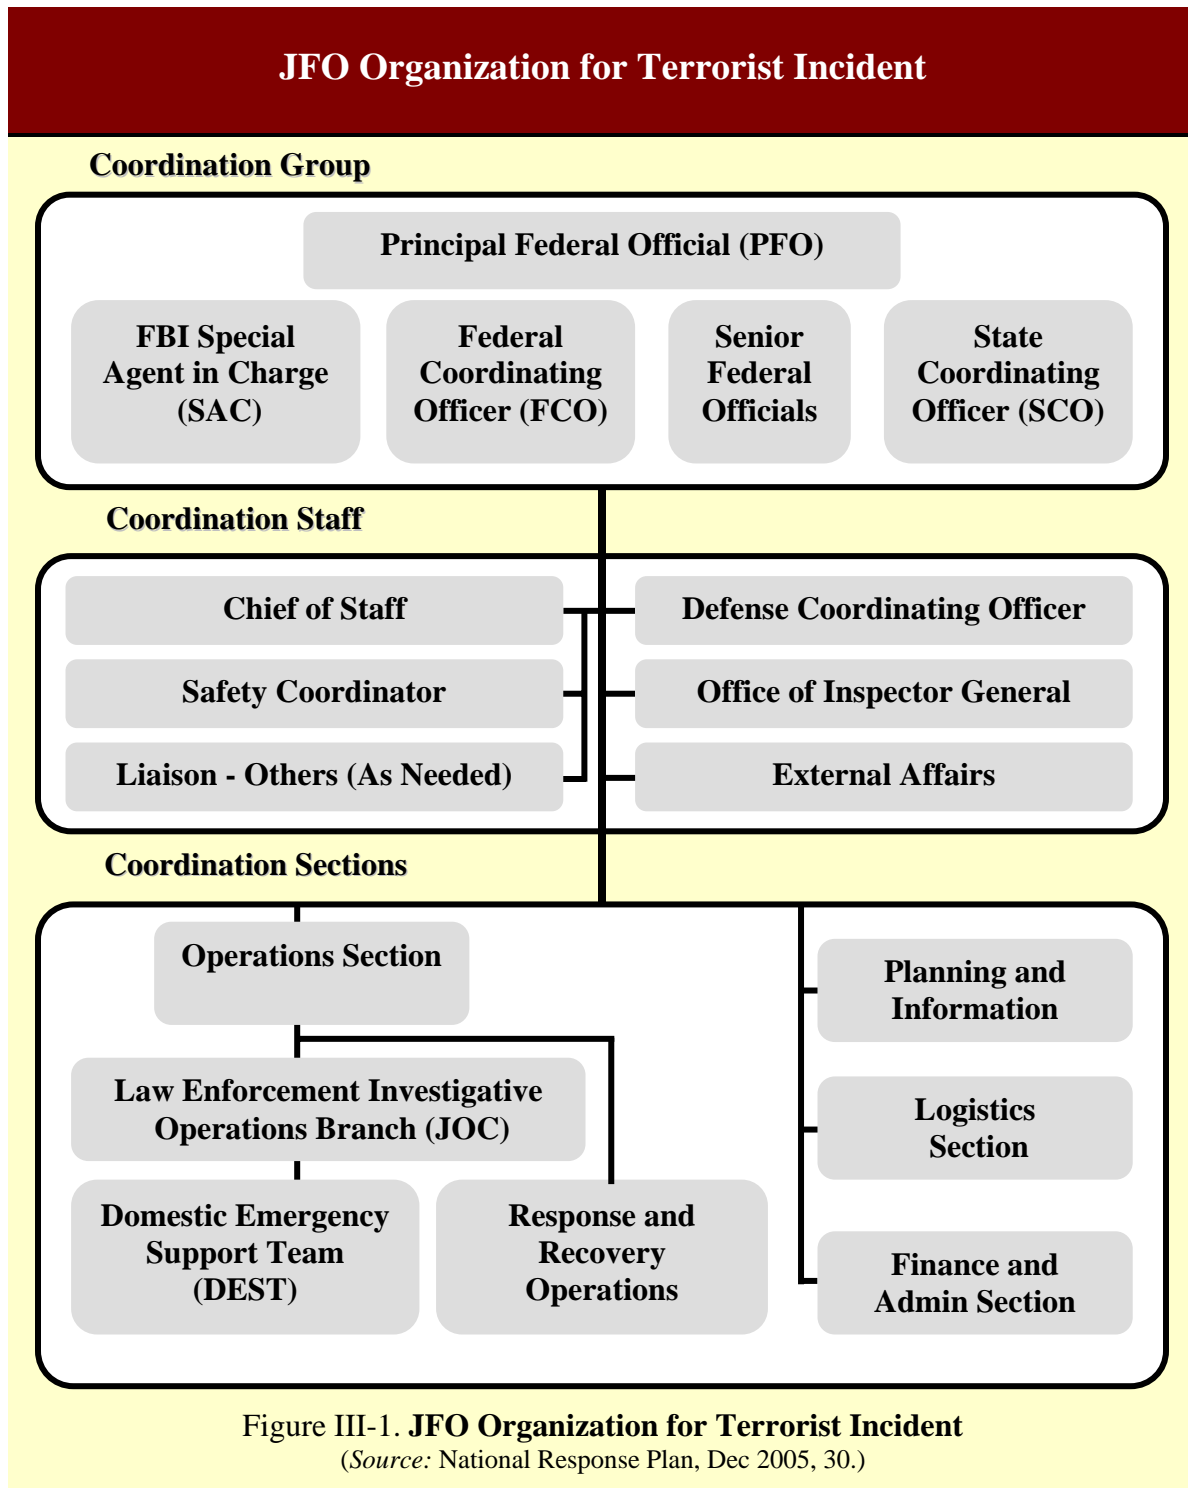 JFO Organization for Terrorist Incident
Coordination Group
Principal Federal Official (PFO)
FBI Special
Agent in Charge
(SAC)
Federal
Coordinating
Officer (FCO)
Senior
Federal
Officials
State
Coordinating
Officer (SCO)
Coordination Staff
Chief of Staff
Defense Coordinating Officer
Safety Coordinator
Office of Inspector General
Liaison - Others (As Needed)
External Affairs
Coordination Sections
Operations Section
Planning and
Information
Law Enforcement Investigative
Operations Branch (JOC)
Logistics
Section
Domestic Emergency
Support Team
(DEST)
Response and
Recovery
Operations
Finance and
Admin Section
Figure III-1. JFO Organization for Terrorist Incident
(Source: National Response Plan, Dec 2005, 30.)